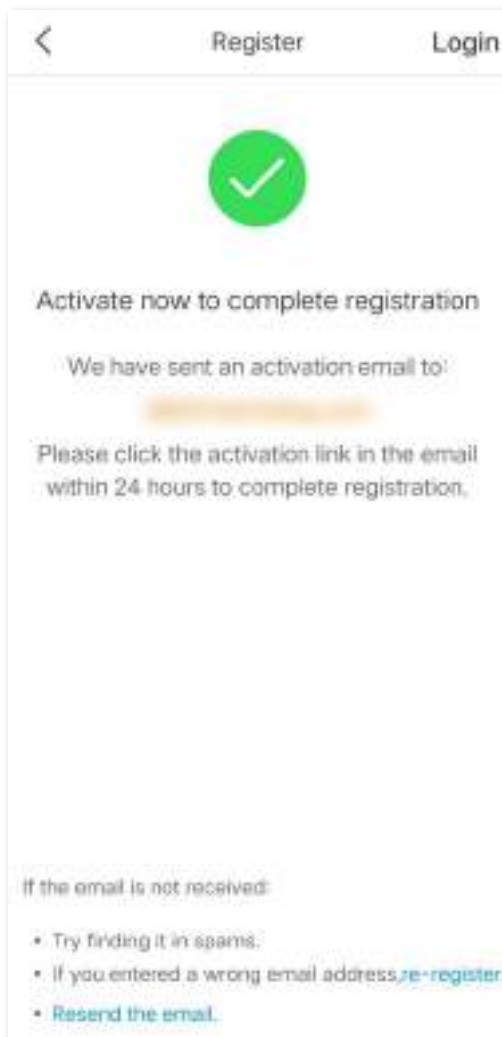 Register
Login
Activate now to complete registration
We have sent an activation email to:
Please click the activation link in the email
within 24 hours to complete registration.
If the email is not received:
• Try finding it in spams.
• If you entered a wrong email address,re-register
• Resend the email.